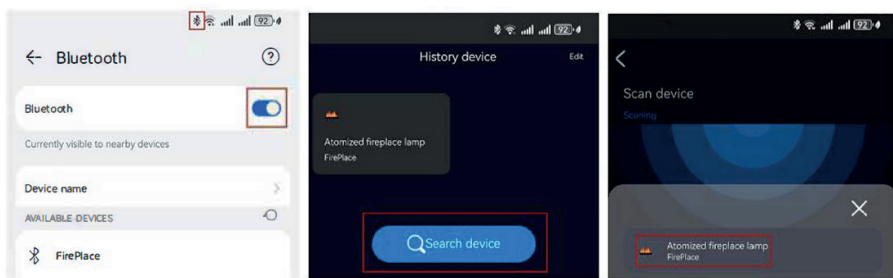 92
Bluetooth
?
Bluetooth
Currently visible to nearby devices
Device name
AVAILABLE DEVICES
FirePlace
92
History device
Edit
Atomized fireplace lamp
FirePlace
Search device
92
Scan device
Scnning
Atomized fireplace lamp
FirePlace